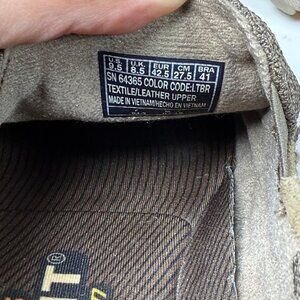 U.S. U.K. EUR CM BRA
9.5 8.5 42.5 27.5 41
SN 64365 COLOR CODE:LTBR
TEXTILE/LEATHER UPPER
MADE IN VIETNAM/HECHO EN VIETNAM
IT®